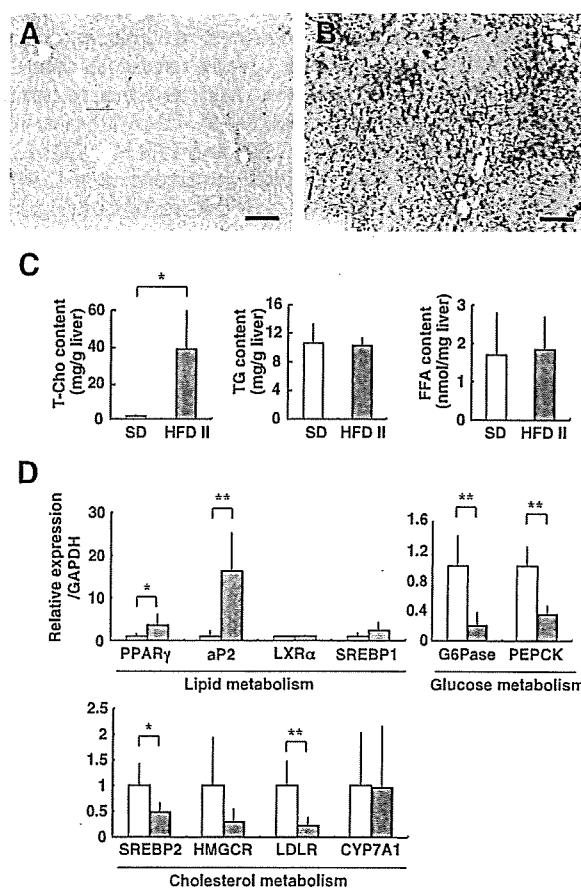 A
B
C
T-Cho content
(mg/g liver)
60
40
20
0
*
SD HFD II
TG content
(mg/g liver)
16
12
8
4
0
SD HFD II
FFA content
(nmol/mg liver)
3
2
1
0
SD HFD II
D
Relative expression
/GAPDH
30
20
10
0
*
**
PPARγ aP2 LXRα SREBP1
Lipid metabolism
1.6
1.2
0.8
0.4
0
**
**
G6Pase PEPCK
Glucose metabolism
2.5
2
1.5
1
0.5
0
*
**
SREBP2 HMGCR LDLR CYP7A1
Cholesterol metabolism